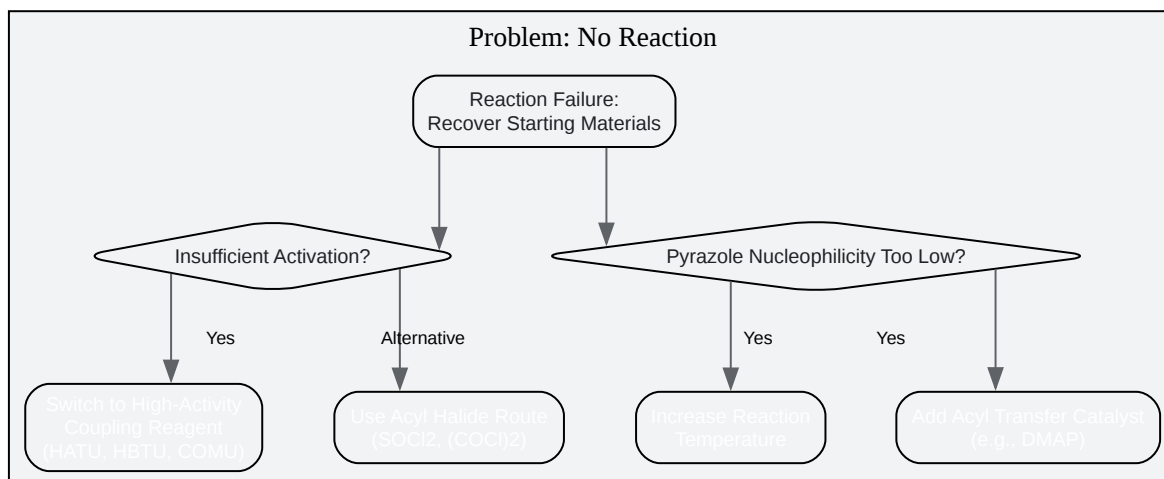 Problem: No Reaction
Reaction Failure:
Recover Starting Materials
Insufficient Activation?
Pyrazole Nucleophilicity Too Low?
Yes
Alternative
Yes
Yes
Switch to High-Activity
Coupling Reagent
(HATU, HBTU, COMU)
Use Acyl Halide Route
(SOCl2, (COCl)2)
Increase Reaction
Temperature
Add Acyl Transfer Catalyst
(e.g., DMAP)